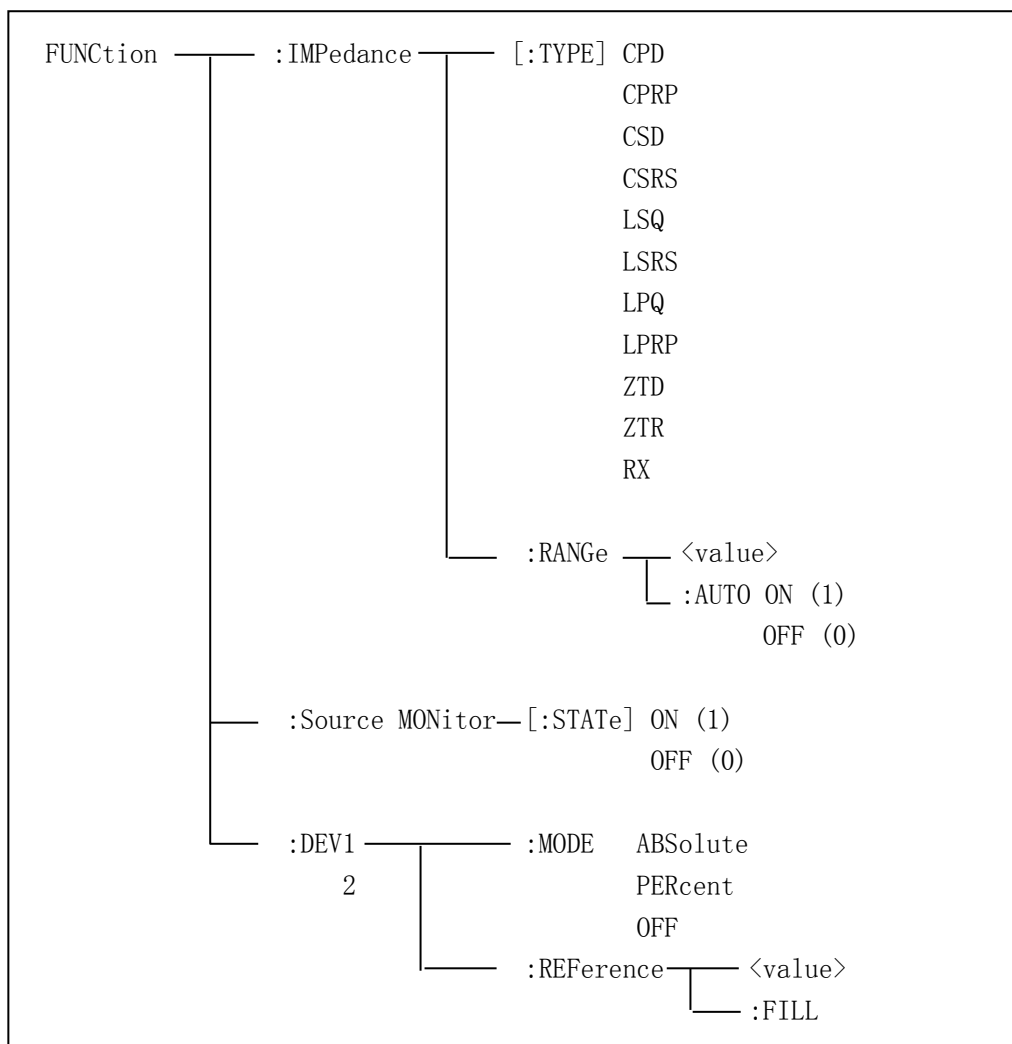 FUNCtion :IMPedance [:TYPE] CPD
CPRP
CSD
CSRS
LSQ
LSRS
LPQ
LPRP
ZTD
ZTR
RX
:RANGe <value>
:AUTO ON (1)
OFF (0)
:Source MONitor [:STATe] ON (1)
OFF (0)
:DEV1 :MODE ABSolute
2 PERcent
OFF
:REFerence <value>
:FILL